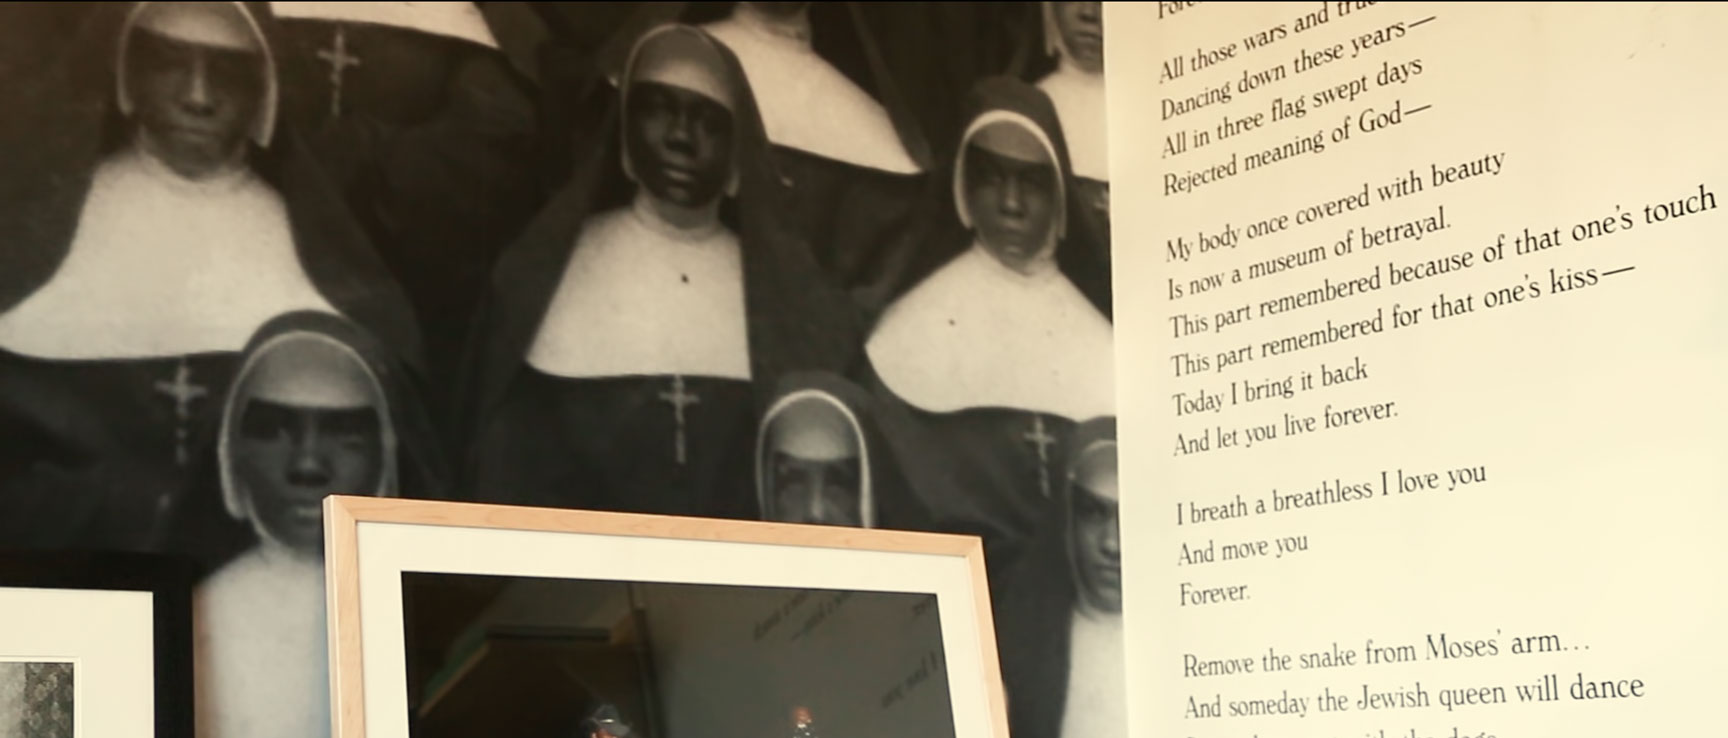 All those wars and
Dancing down these years—
All in three flag swept days
Rejected meaning of God—
My body once covered with beauty
Is now a museum of betrayal.
This part remembered because of that one's touch
This part remembered for that one's kiss—
Today I bring it back
And let you live forever.
I breath a breathless I love you
And move you
Forever.
Remove the snake from Moses' arm...
And someday the Jewish queen will dance